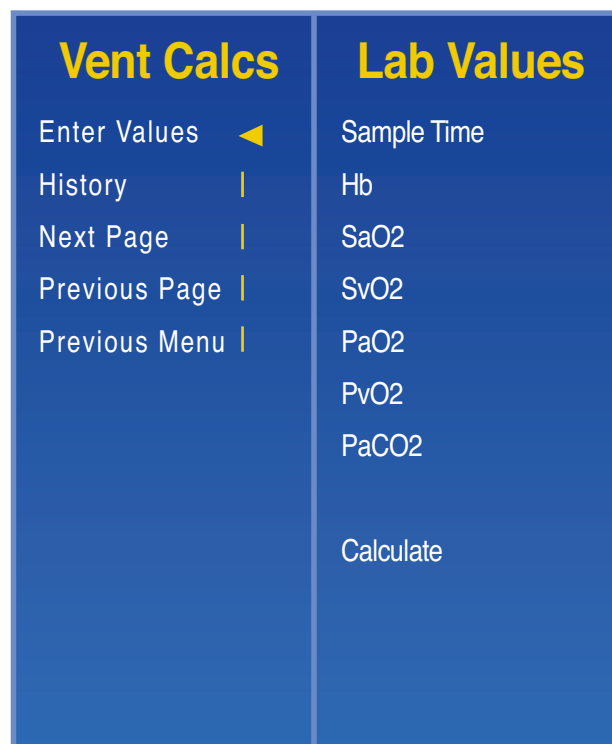 Vent Calcs
Enter Values
History
Next Page
Previous Page
Previous Menu
Lab Values
Sample Time
Hb
SaO2
SvO2
PaO2
PvO2
PaCO2
Calculate